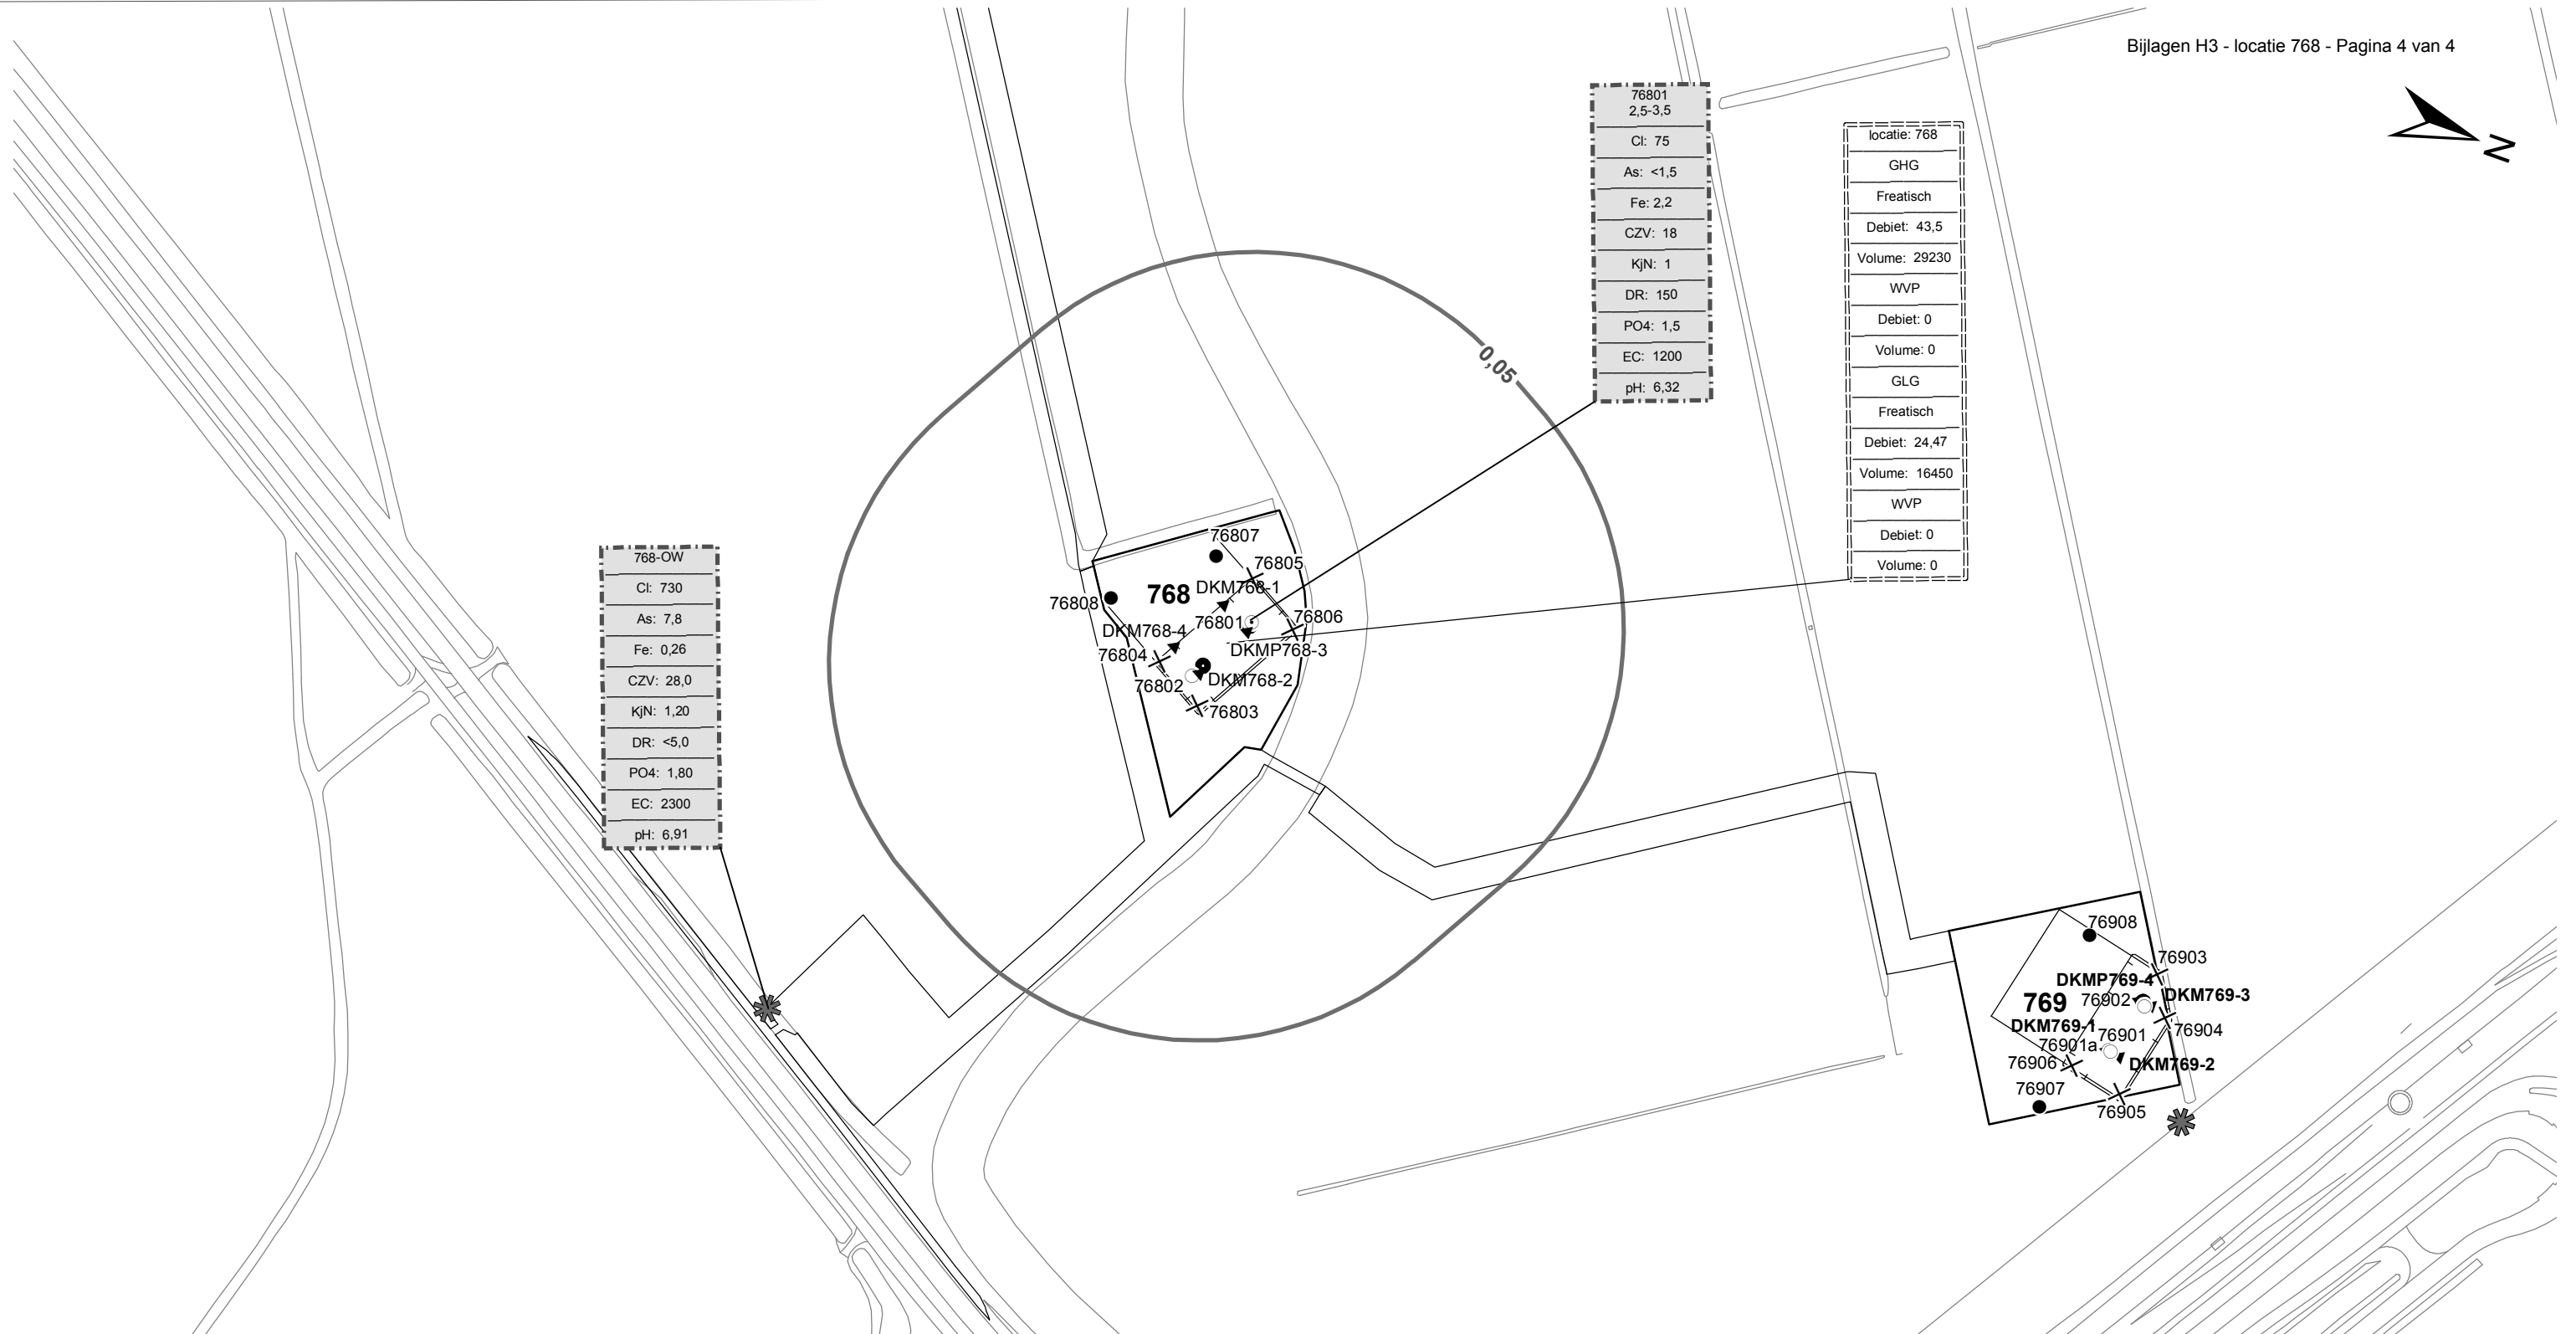 Bijlagen H3 - locatie 768 - Pagina 4 van 4
N
76801
2,5-3,5
Cl: 75
As: <1,5
Fe: 2,2
CZV: 18
KjN: 1
DR: 150
PO4: 1,5
EC: 1200
pH: 6,32
locatie: 768
GHG
Freatisch
Debiet: 43,5
Volume: 29230
WVP
Debiet: 0
Volume: 0
GLG
Freatisch
Debiet: 24,47
Volume: 16450
WVP
Debiet: 0
Volume: 0
0,05
768-OW
Cl: 730
As: 7,8
Fe: 0,26
CZV: 28,0
KjN: 1,20
DR: <5,0
PO4: 1,80
EC: 2300
pH: 6,91
76807
76805
768
DKM768-1
76808
76801
76806
DKM768-4
DKMP768-3
76804
76802
DKM768-2
76803
76908
76903
DKMP769-4
769
76902
DKM769-3
DKM769-1
76901
76904
76901a
76906
DKM769-2
76907
76905